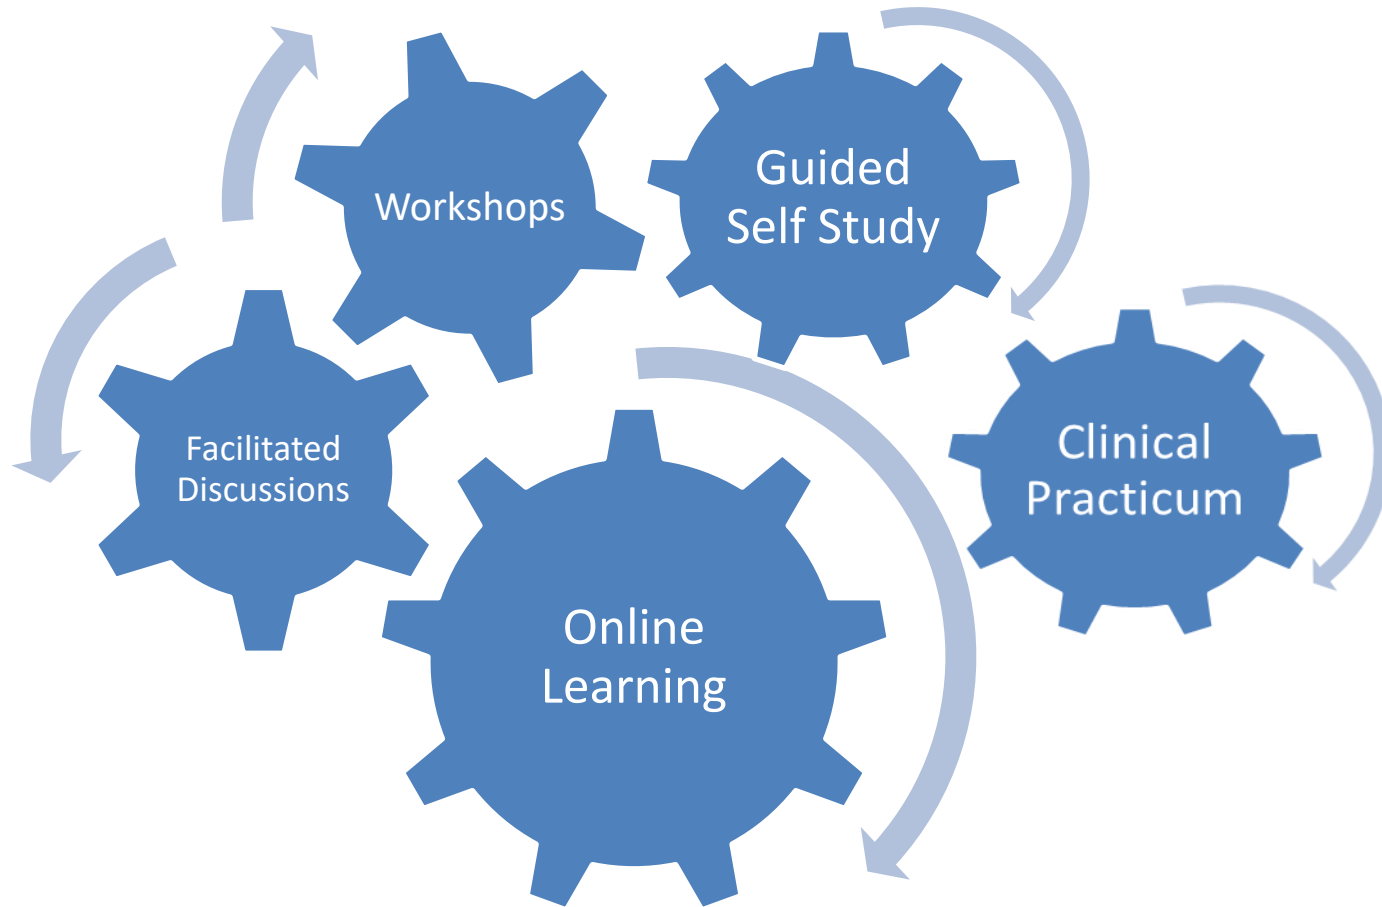 Workshops
Guided
Self Study
Facilitated
Discussions
Clinical
Practicum
Online
Learning